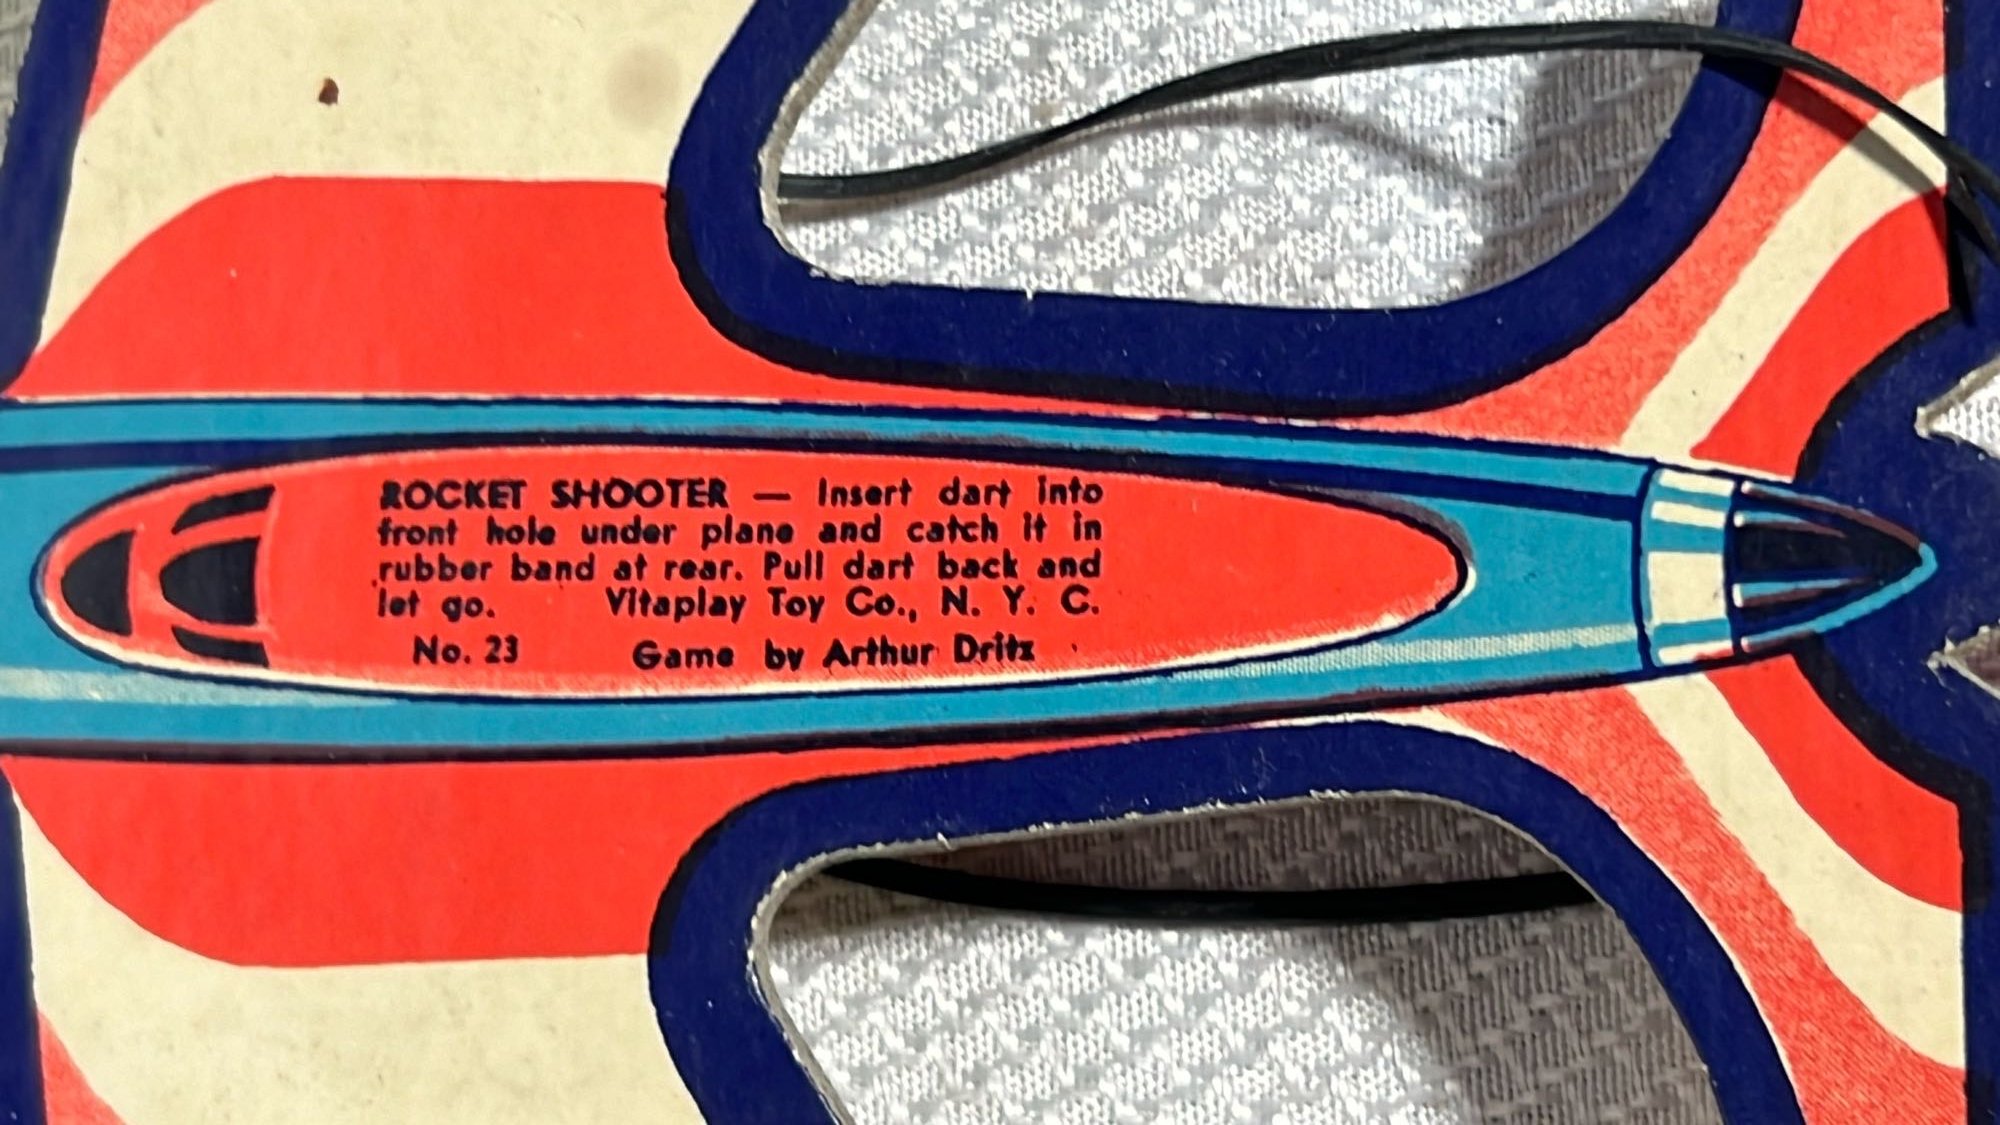 ROCKET SHOOTER — Insert dart into
front hole under plane and catch it in
rubber band at rear. Pull dart back and
let go. Vitaplay Toy Co., N. Y. C.
No. 23 Game by Arthur Dritz